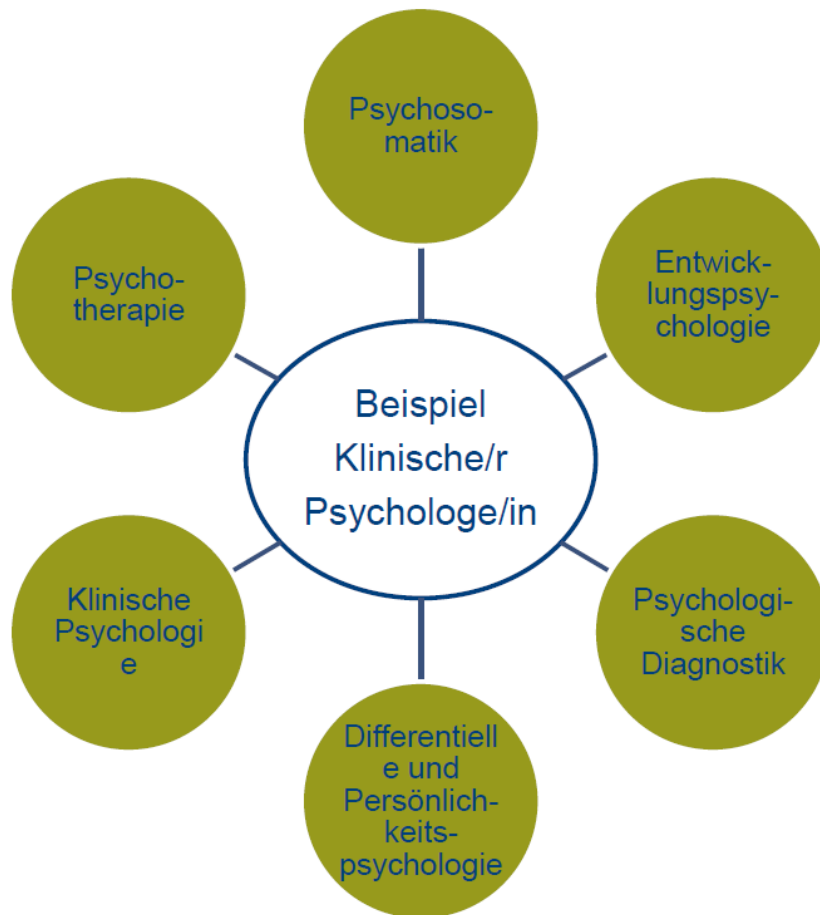 Psychoso-
matik
Psycho-
therapie
Entwick-
lungspsy-
chologie
Beispiel
Klinische/r
Psychologe/in
Klinische
Psychologi
e
Psychologi-
sche
Diagnostik
Differentiell
e und
Persönlich-
keits-
psychologie